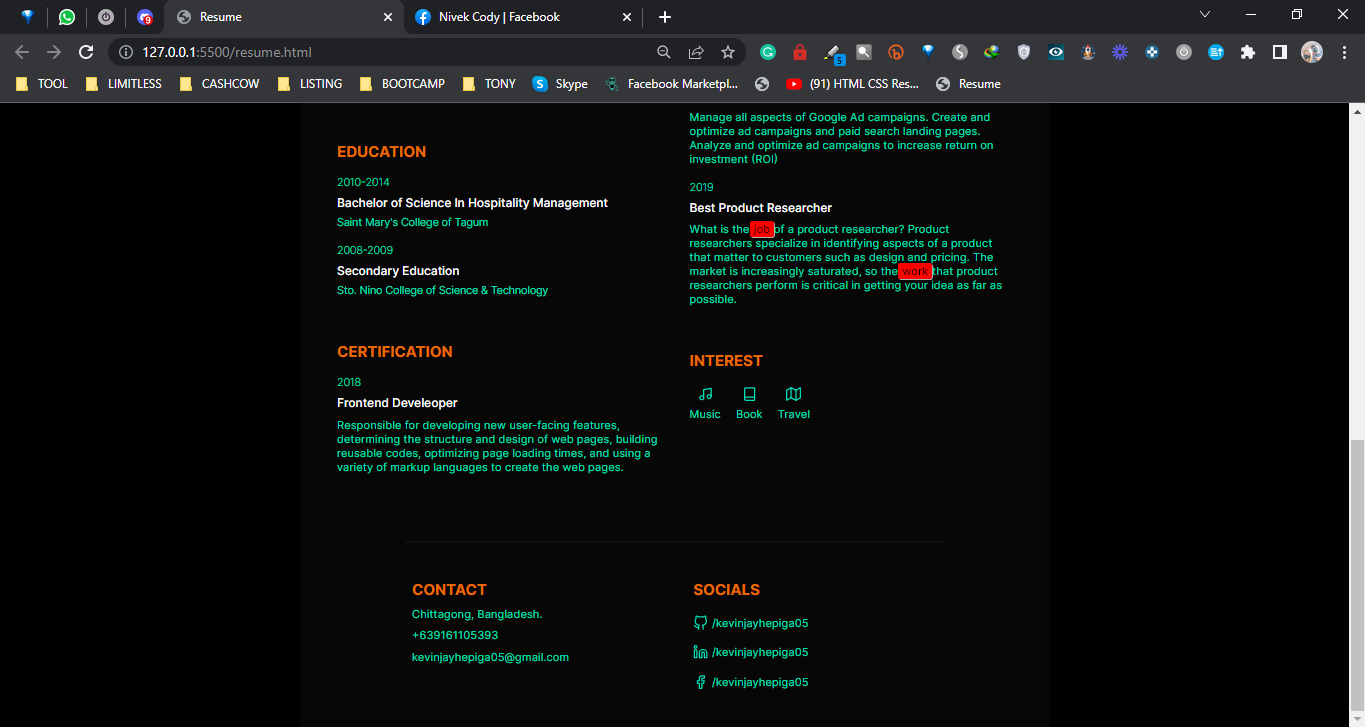 9
Resume
Nivek Cody | Facebook
127.0.0.1:5500/resume.html
5
TOOL
LIMITLESS
CASHCOW
LISTING
BOOTCAMP
TONY
Skype
Facebook Marketpl...
(91) HTML CSS Res...
Resume
EDUCATION
2010-2014
Bachelor of Science In Hospitality Management
Saint Mary's College of Tagum
2008-2009
Secondary Education
Sto. Nino College of Science & Technology
CERTIFICATION
2018
Frontend Develeoper
Responsible for developing new user-facing features,
determining the structure and design of web pages, building
reusable codes, optimizing page loading times, and using a
variety of markup languages to create the web pages.
Manage all aspects of Google Ad campaigns. Create and
optimize ad campaigns and paid search landing pages.
Analyze and optimize ad campaigns to increase return on
investment (ROI)
2019
Best Product Researcher
What is the job of a product researcher? Product
researchers specialize in identifying aspects of a product
that matter to customers such as design and pricing. The
market is increasingly saturated, so the work that product
researchers perform is critical in getting your idea as far as
possible.
INTEREST
Music Book Travel
CONTACT
Chittagong, Bangladesh.
+639161105393
kevinjayhepiga05@gmail.com
SOCIALS
/kevinjayhepiga05
/kevinjayhepiga05
/kevinjayhepiga05